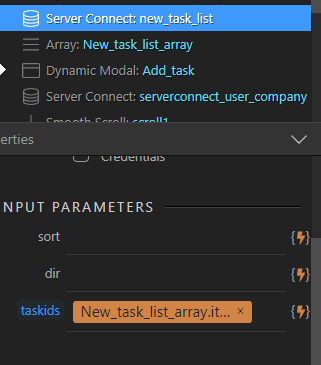 Server Connect: new_task_list
Array: New_task_list_array
Dynamic Modal: Add_task
Server Connect: serverconnect_user_company
Smooth Scroll: scroll1
erties
Credentials
NPUT PARAMETERS
sort
dir
taskids New_task_list_array.it... ×